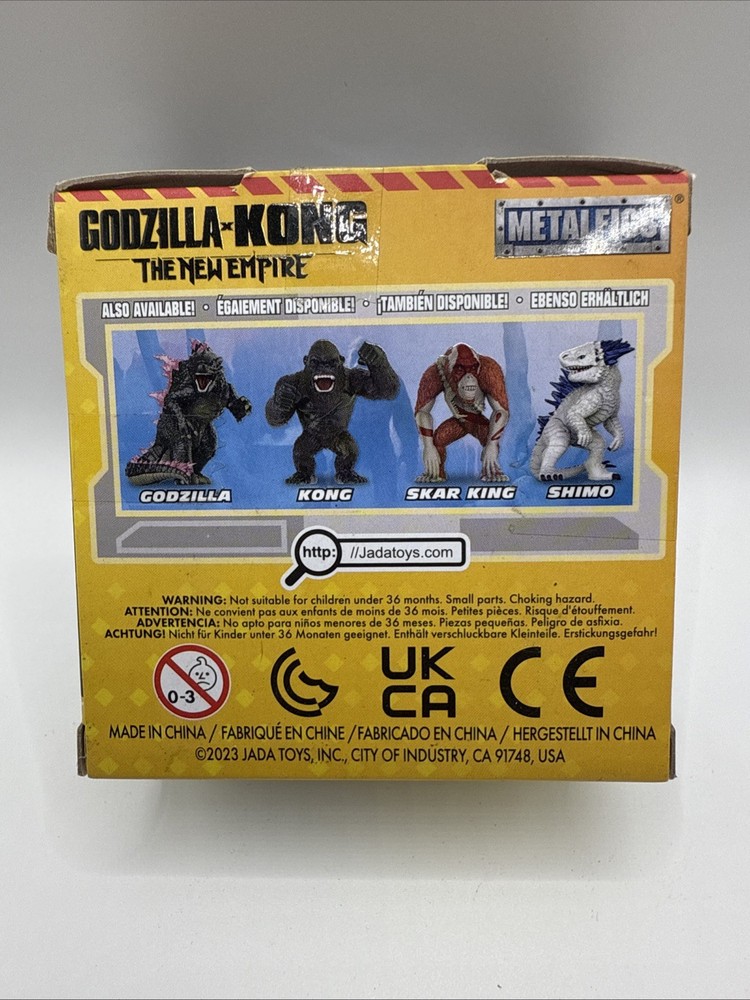 GODZILLA × KONG
THE NEW EMPIRE
METALFIGS®
ALSO AVAILABLE! • ÉGAIEMENT DISPONIBLE! • ¡TAMBIÉN DISPONIBLE! • EBENSO ERHÄLTLICH
GODZILLA KONG SKAR KING SHIMO
http: //Jadatoys.com
WARNING: Not suitable for children under 36 months. Small parts. Choking hazard.
ATTENTION: Ne convient pas aux enfants de moins de 36 mois. Petites pièces. Risque d'étouffement.
ADVERTENCIA: No apto para niños menores de 36 meses. Piezas pequeñas. Peligro de asfixia.
ACHTUNG! Nicht für Kinder unter 36 Monaten geeignet. Enthält verschluckbare Kleinteile. Erstickungsgefahr!
0-3
UK
CA
CE
MADE IN CHINA / FABRIQUÉ EN CHINE / FABRICADO EN CHINA / HERGESTELLT IN CHINA
©2023 JADA TOYS, INC., CITY OF INDUSTRY, CA 91748, USA